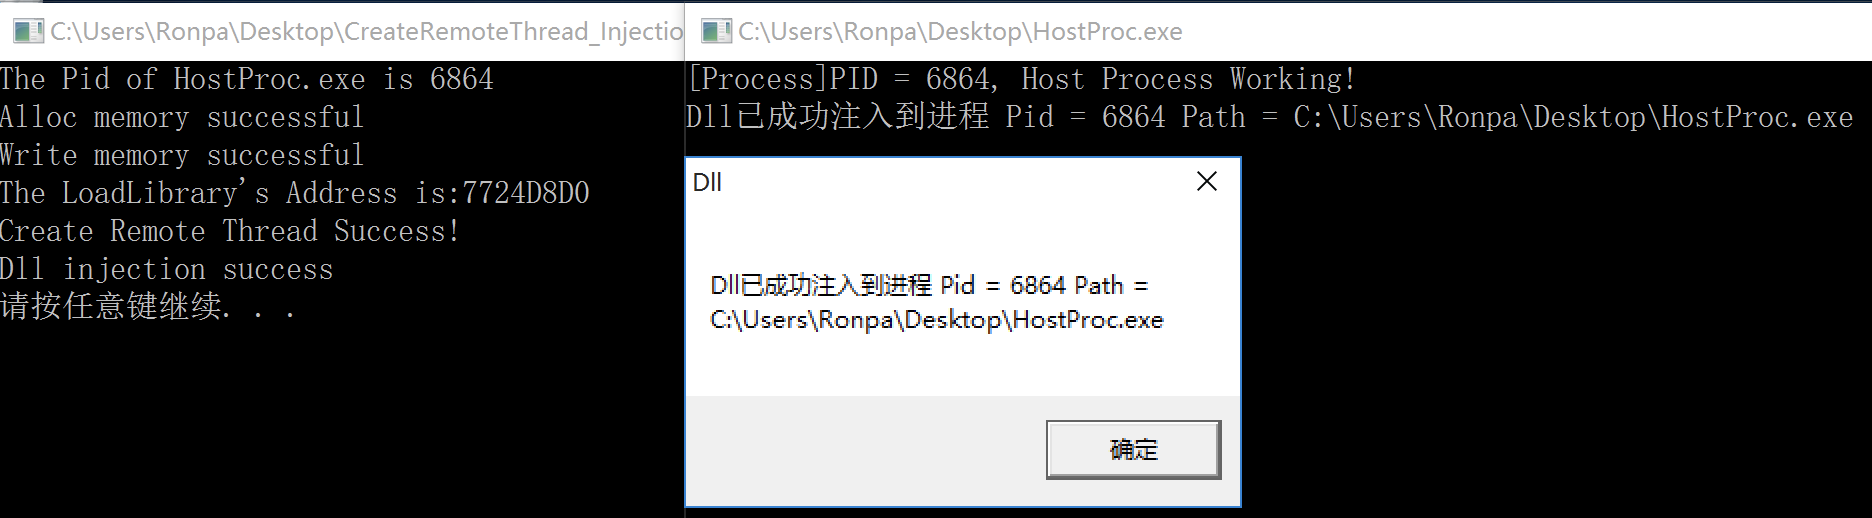 C:\Users\Ronpa\Desktop\CreateRemoteThread_Injectio
The Pid of HostProc.exe is 6864
Alloc memory successful
Write memory successful
The LoadLibrary's Address is:7724D8D0
Create Remote Thread Success!
Dll injection success
请按任意键继续. . .
C:\Users\Ronpa\Desktop\HostProc.exe
[Process]PID = 6864, Host Process Working!
Dll已成功注入到进程 Pid = 6864 Path = C:\Users\Ronpa\Desktop\HostProc.exe
Dll
Dll已成功注入到进程 Pid = 6864 Path =
C:\Users\Ronpa\Desktop\HostProc.exe
确定